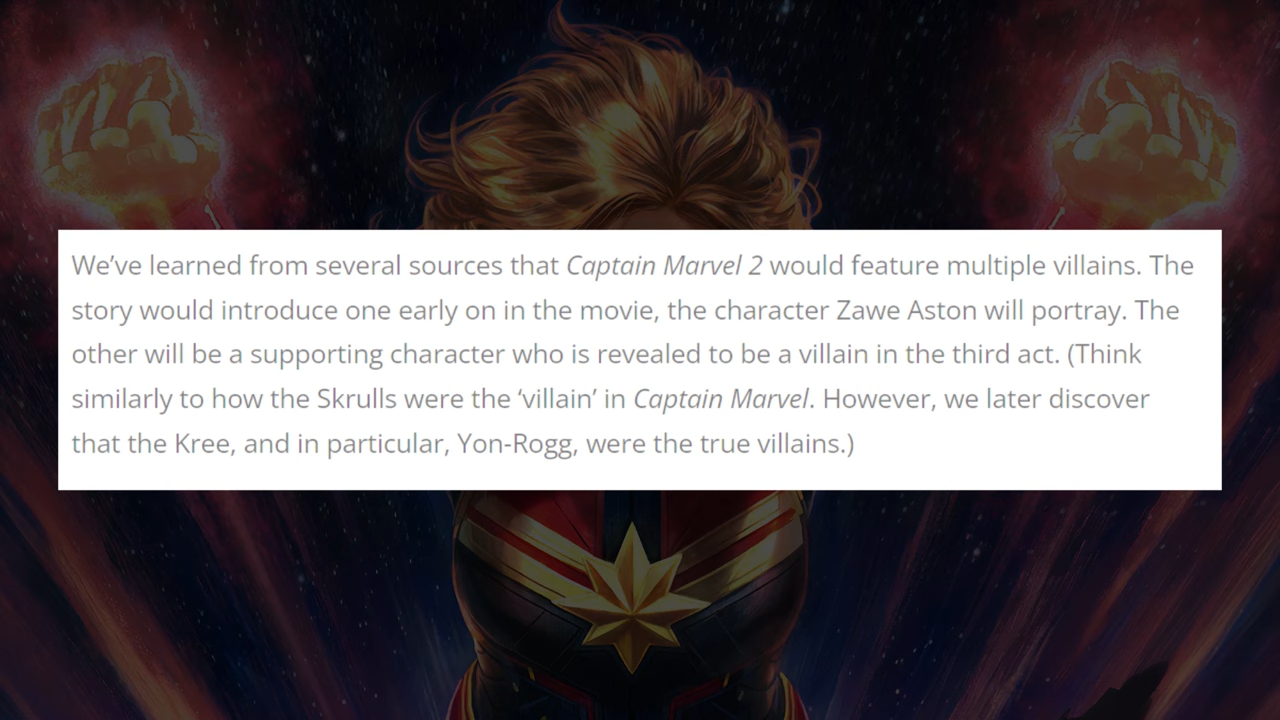 We’ve learned from several sources that Captain Marvel 2 would feature multiple villains. The
story would introduce one early on in the movie, the character Zawe Aston will portray. The
other will be a supporting character who is revealed to be a villain in the third act. (Think
similarly to how the Skrulls were the ‘villain’ in Captain Marvel. However, we later discover
that the Kree, and in particular, Yon-Rogg, were the true villains.)